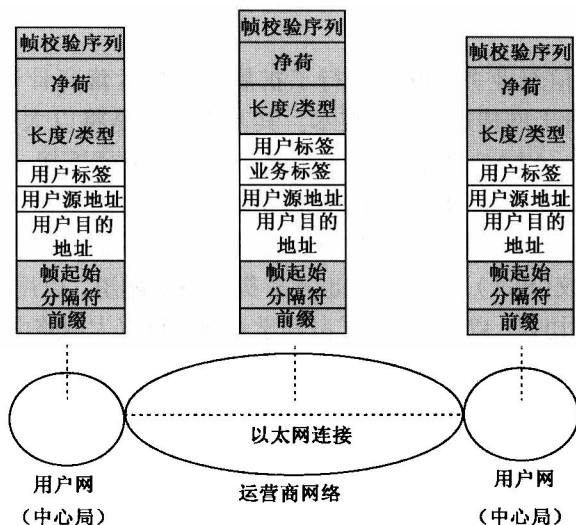 帧校验序列
净荷
长度/类型
用户标签
用户源地址
用户目的
地址
帧起始
分隔符
前缀
帧校验序列
净荷
长度/类型
用户标签
业务标签
用户源地址
用户目的
地址
帧起始
分隔符
前缀
帧校验序列
净荷
长度/类型
用户标签
用户源地址
用户目的
地址
帧起始
分隔符
前缀
以太网连接
用户网
（中心局）
运营商网络
用户网
（中心局）